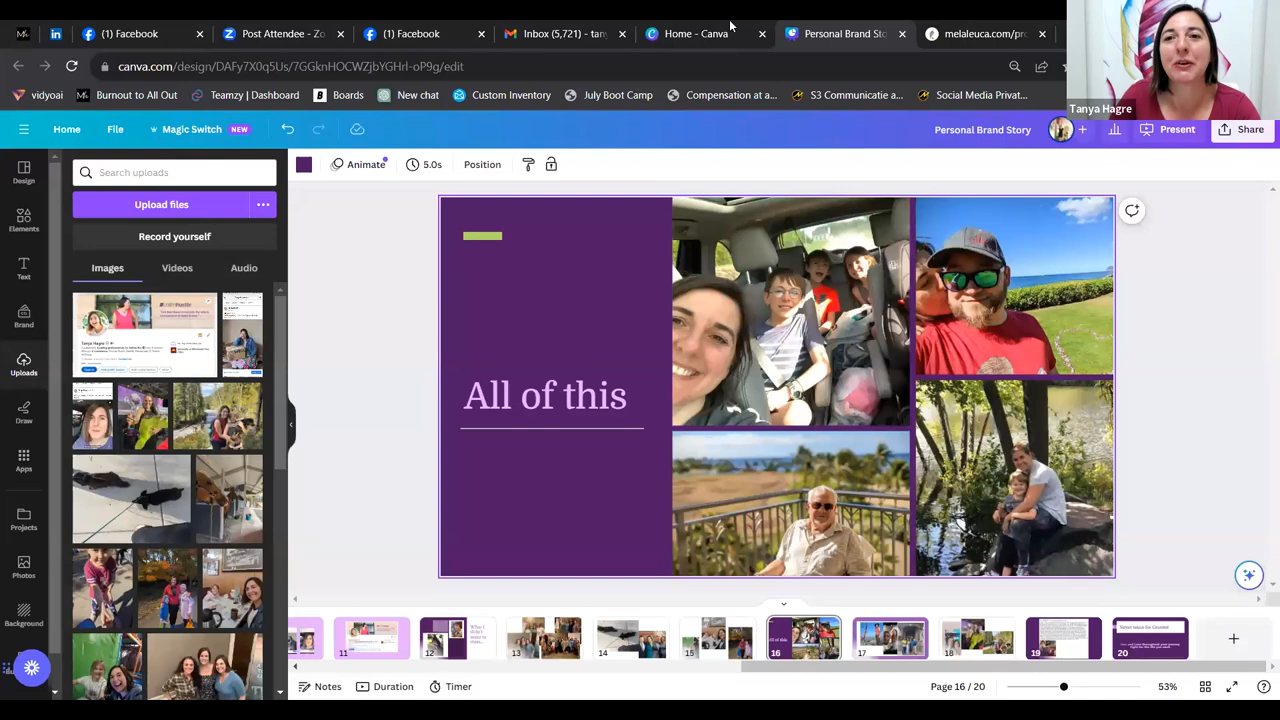 (1) Facebook
Post Attendee - Zo
(1) Facebook
Inbox (5,721) - tan
Home - Canva
Personal Brand Sto
melaleuca.com/pro
canva.com/design/DAFy7X0q5Us/7GGknHOCWZjbYGHrl-oP9g/edit
vidyoai
Burnout to All Out
Teamzy | Dashboard
Boards
New chat
Custom Inventory
July Boot Camp
Compensation at a...
S3 Communicatie a...
Social Media Privat...
Tanya Hagre
Home
File
Magic Switch
NEW
Personal Brand Story
Present
Share
Search uploads
Animate
5.0s
Position
Upload files
Record yourself
Images
Videos
Audio
Design
Elements
Text
Brand
Uploads
Draw
Apps
Projects
Photos
Background
All of this
11
12
13
14
15
16
17
18
19
20
Notes
Duration
Timer
Page 16 / 20
53%